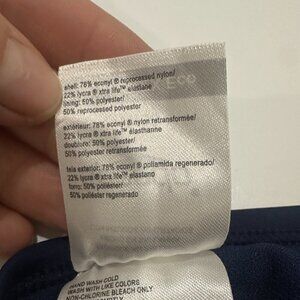 shell: 78% econyl ® reprocessed nylon/
22% lycra ® xtra life™ elastane
lining: 50% polyester/
50% reprocessed polyester
extérieur: 78% econyl ® nylon retransformée/
22% lycra ® xtra life™ élasthanne
doublure: 50% polyester/
50% polyester retransformée
tela exterior: 78% econyl ® poliamida regenerado/
22% lycra ® xtra life™ elastano
forro: 50% poliéster/
50% poliéster regenerado
HAND WASH COLD
WASH WITH LIKE COLORS
NON-CHLORINE BLEACH ONLY